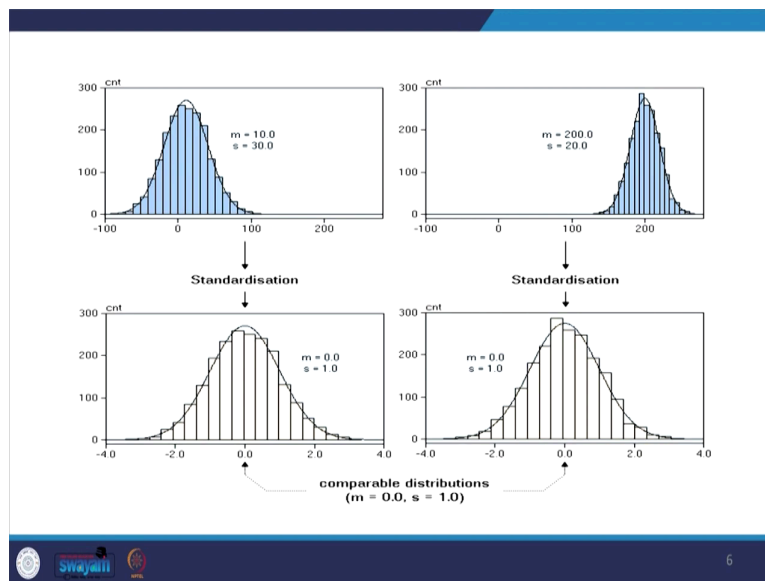 cnt
300
200
100
0
-100
0
100
200
m = 10.0
s = 30.0
cnt
300
200
100
0
-100
0
100
200
m = 200.0
s = 20.0
Standardisation
Standardisation
cnt
300
200
100
0
-4.0
-2.0
0.0
2.0
4.0
m = 0.0
s = 1.0
cnt
300
200
100
0
-4.0
-2.0
0.0
2.0
4.0
m = 0.0
s = 1.0
comparable distributions
(m = 0.0, s = 1.0)
swayam
6